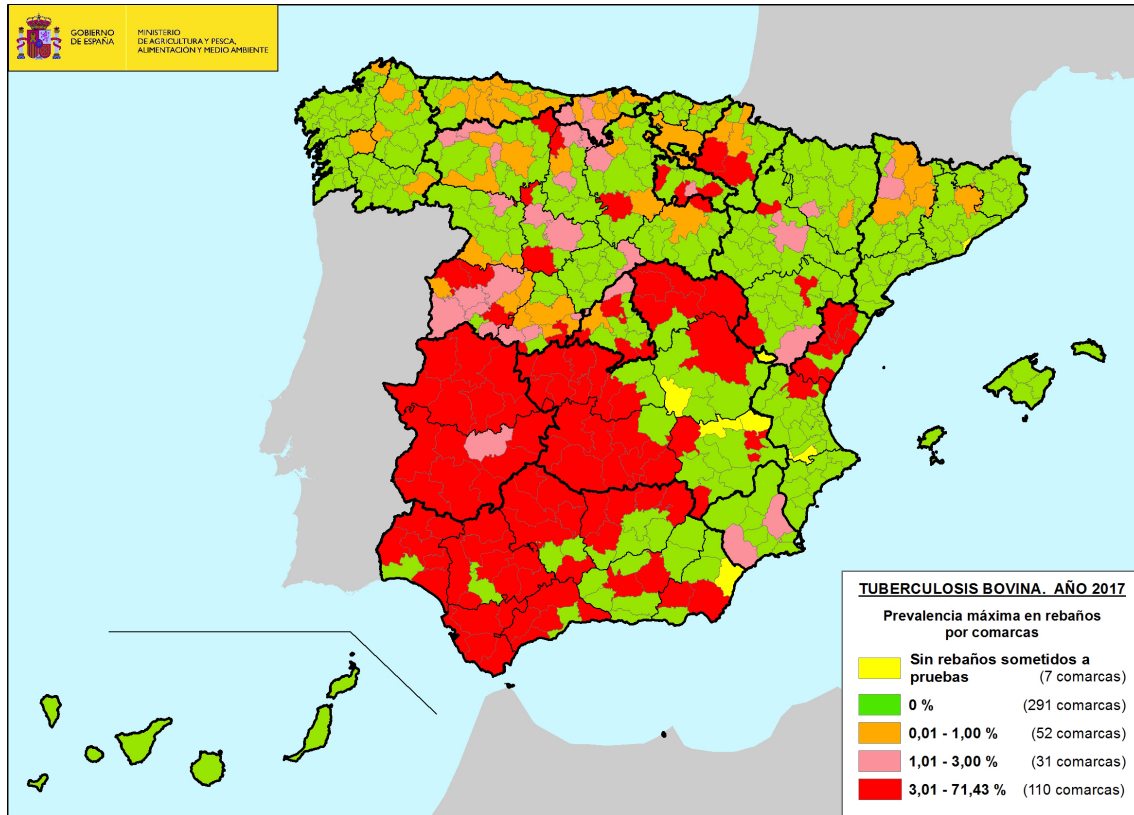 GOBIERNO
DE ESPAÑA
MINISTERIO
DE AGRICULTURA Y PESCA,
ALIMENTACIÓN Y MEDIO AMBIENTE
TUBERCULOSIS BOVINA. AÑO 2017
Prevalencia máxima en rebaños
por comarcas
Sin rebaños sometidos a
pruebas (7 comarcas)
0 % (291 comarcas)
0,01 - 1,00 % (52 comarcas)
1,01 - 3,00 % (31 comarcas)
3,01 - 71,43 % (110 comarcas)